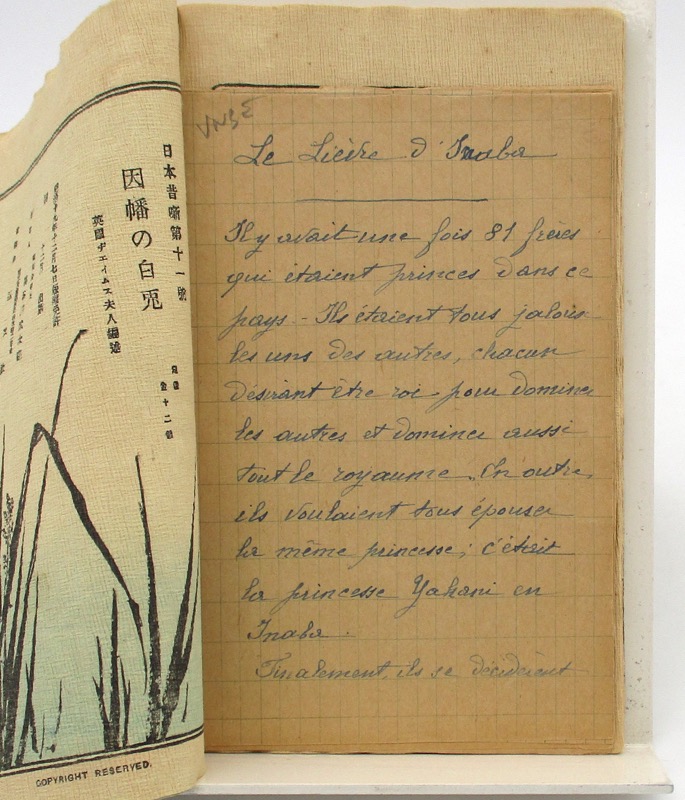 日本昔噺第十一號
因幡の白兎
英國ヂエイムス夫人編述
COPYRIGHT RESERVED.
Le Lièvre d'Inaba
Il y avait une fois 81 frères
qui étaient princes dans ce
pays - Ils étaient tous jaloux
les uns des autres, chacun
désirant être roi pour dominer
les autres et dominer aussi
tout le royaume. En outre,
ils voulaient tous épouser
la même princesse; c'était
la princesse Yakami en
Inaba.
Finalement, ils se décidèrent